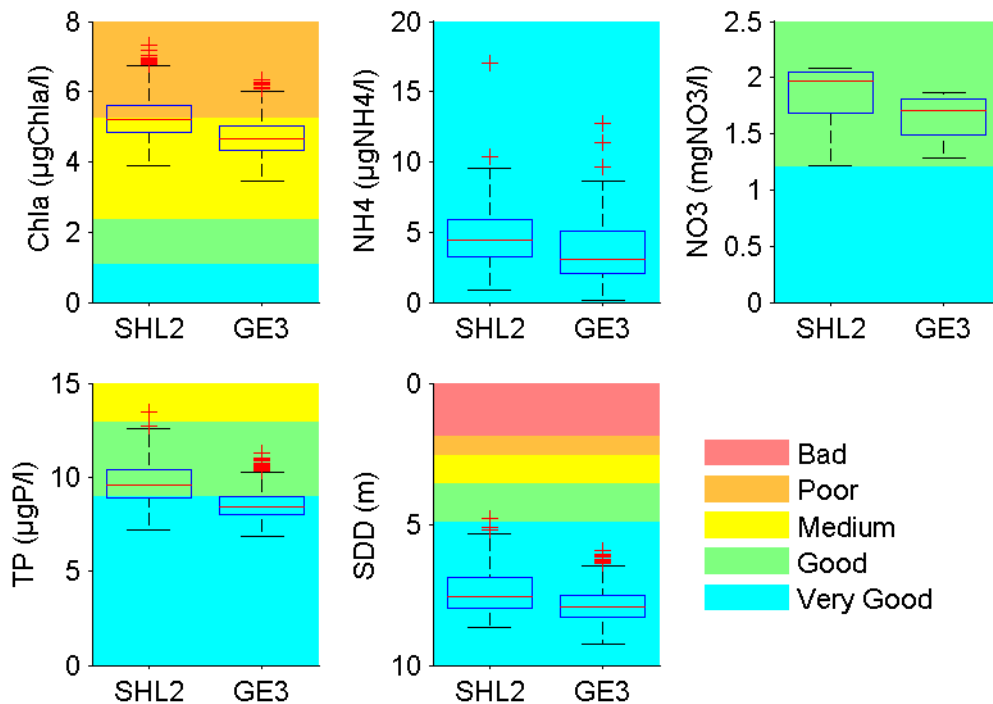 Chla (µgChla/l)
8
6
4
2
0
SHL2 GE3
NH4 (µgNH4/l)
20
15
10
5
0
SHL2 GE3
NO3 (mgNO3/l)
2.5
2
1.5
1
0.5
0
SHL2 GE3
TP (µgP/l)
15
10
5
0
SHL2 GE3
SDD (m)
0
5
10
SHL2 GE3
Bad
Poor
Medium
Good
Very Good